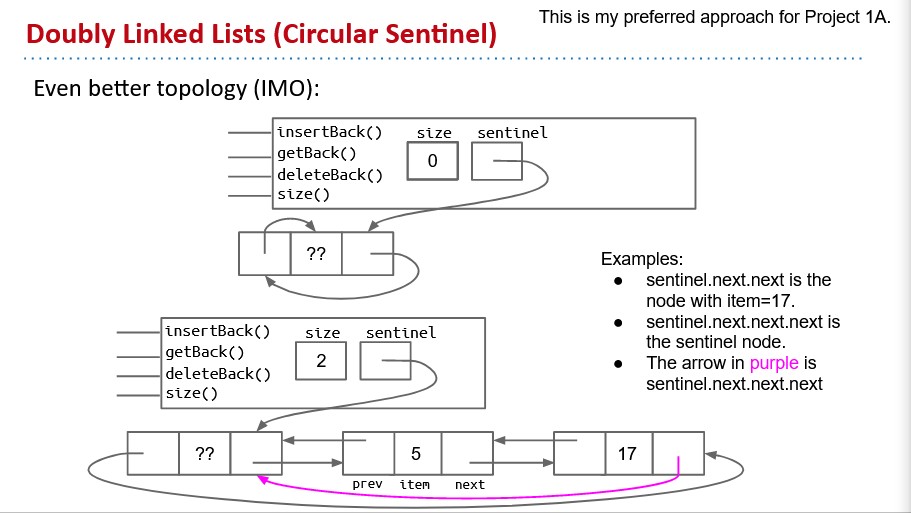 This is my preferred approach for Project 1A.
Doubly Linked Lists (Circular Sentinel)
Even better topology (IMO):
insertBack()
getBack()
deleteBack()
size()
size
sentinel
0
??
Examples:
● sentinel.next.next is the
node with item=17.
● sentinel.next.next.next is
the sentinel node.
● The arrow in purple is
sentinel.next.next.next
insertBack()
getBack()
deleteBack()
size()
size
sentinel
2
??
5
17
prev item next